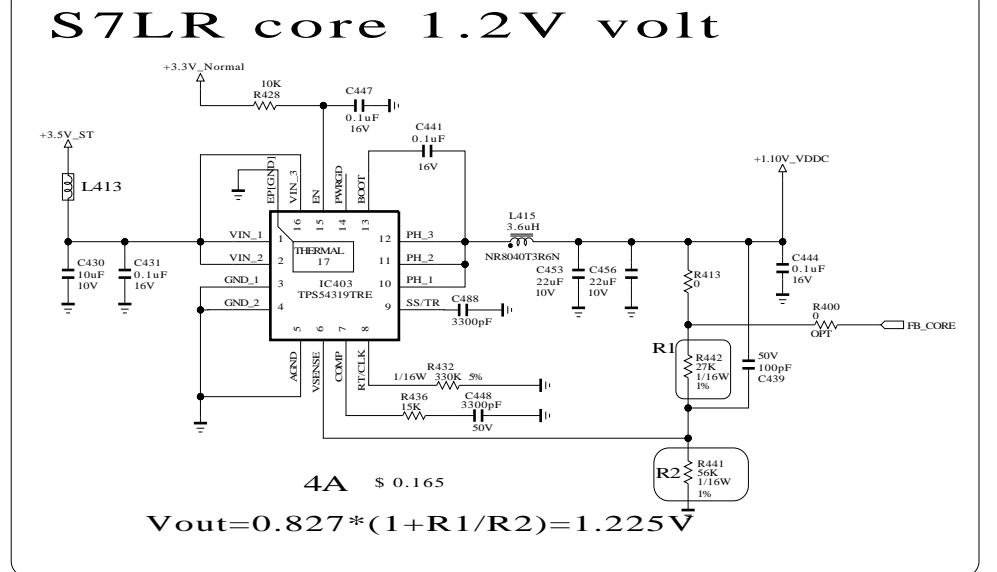 S7LR core 1.2V volt
+3.3V_Normal
10K
R428
C447
0.1uF
16V
C441
0.1uF
16V
+3.5V_ST
L413
+1.10V_VDDC
EP[GND]
VIN_3
EN
PWRGD
BOOT
16
15
14
13
L415
3.6uH
NR8040T3R6N
VIN_1
1
THERMAL
17
12
PH_3
VIN_2
2
11
PH_2
GND_1
3
IC403
TPS54319TRE
10
PH_1
GND_2
4
9
SS/TR
C430
10uF
10V
C431
0.1uF
16V
C488
3300pF
C453
22uF
10V
C456
22uF
10V
R413
0
C444
0.1uF
16V
R400
0
OPT
FB_CORE
5
6
7
8
AGND
VSENSE
COMP
RT/CLK
R1
R442
27K
1/16W
1%
50V
100pF
C439
R432
1/16W 330K 5%
R436
15K
C448
3300pF
50V
R2
R441
56K
1/16W
1%
4A $ 0.165
Vout=0.827*(1+R1/R2)=1.225V